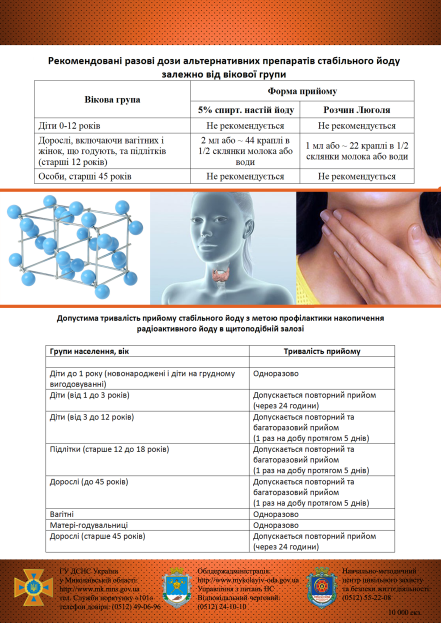 Рекомендовані разові дози альтернативних препаратів стабільного йоду
залежно від вікової групи
Вікова група
Форма прийому
5% спирт. настій йоду
Розчин Люголя
Діти 0-12 років
Не рекомендується
Не рекомендується
Дорослі, включаючи вагітних і
жінок, що годують, та підлітків
(старші 12 років)
2 мл або ~ 44 краплі в
1/2 склянки молока або
води
1 мл або ~ 22 краплі в 1/2
склянки молока або води
Особи, старші 45 років
Не рекомендується
Не рекомендується
Допустима тривалість прийому стабільного йоду з метою профілактики накопичення
радіоактивного йоду в щитоподібній залозі
Групи населення, вік
Тривалість прийому
Діти до 1 року (новонароджені і діти на грудному
вигодовуванні)
Одноразово
Діти (від 1 до 3 років)
Допускається повторний прийом
(через 24 години)
Діти (від 3 до 12 років)
Допускається повторний та
багаторазовий прийом
(1 раз на добу протягом 5 днів)
Підлітки (старше 12 до 18 років)
Допускається повторний та
багаторазовий прийом
(1 раз на добу протягом 5 днів)
Дорослі (до 45 років)
Допускається повторний та
багаторазовий прийом
(1 раз на добу протягом 5 днів)
Вагітні
Одноразово
Матері-годувальниці
Одноразово
Дорослі (старше 45 років)
Допускається повторний прийом
(через 24 години)
ГУ ДСНС України
у Миколаївській області:
http://www.mk.mns.gov.ua
тел. Служби порятунку «101»
телефон довіри: (0512) 49-06-96
Облдержадміністрація:
http://www.mykolayiv-oda.gov.ua
Управління з питань НС
Відповідальний черговий:
(0512) 24-10-10
Навчально-методичний
центр цивільного захисту
та безпеки життєдіяльності:
(0512) 55-22-08
10 000 екз.